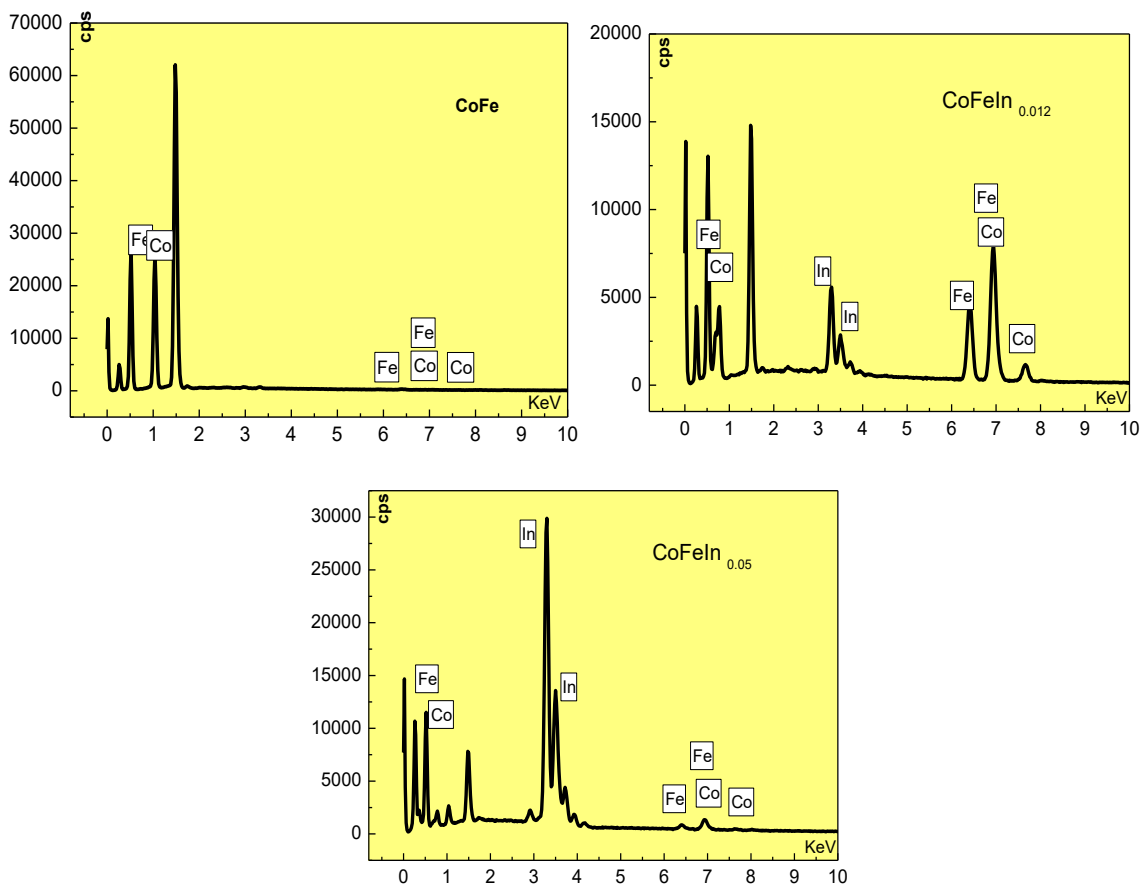 70000
60000
50000
40000
30000
20000
10000
0
cps
CoFe
Fe
Co
Fe
Fe
Co
Co
KeV
0 1 2 3 4 5 6 7 8 9 10
20000
15000
10000
5000
0
cps
CoFeIn 0.012
Fe
Co
In
In
Fe
Co
Fe
Co
KeV
0 1 2 3 4 5 6 7 8 9 10
30000
25000
20000
15000
10000
5000
0
cps
In
CoFeIn 0.05
Fe
In
Co
Fe
Fe
Co
Co
KeV
0 1 2 3 4 5 6 7 8 9 10